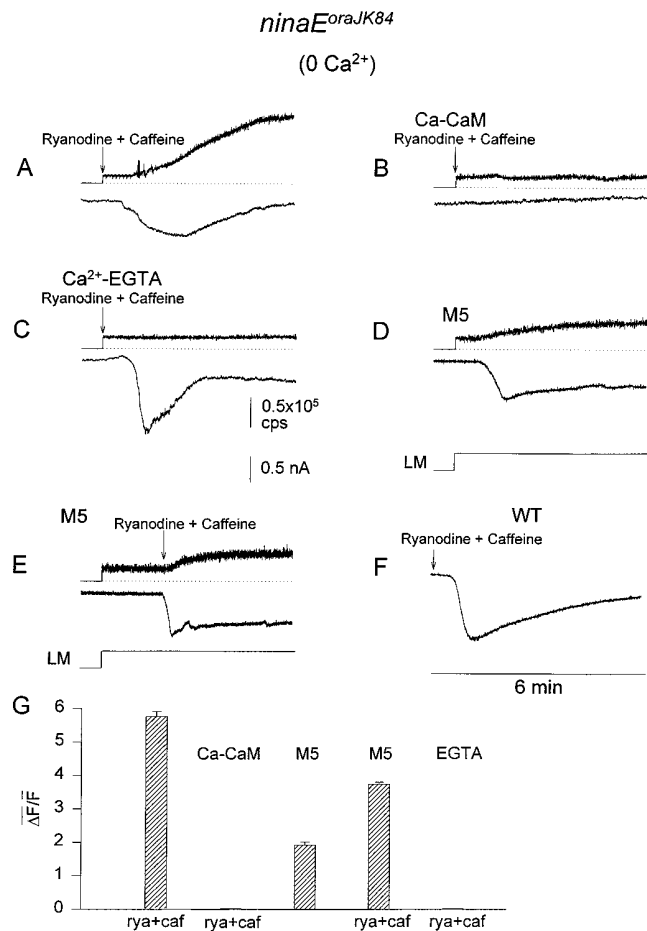 ninaE^oraJK84
(0 Ca²⁺)
A
Ryanodine + Caffeine
B
Ca-CaM
Ryanodine + Caffeine
C
Ca²⁺-EGTA
Ryanodine + Caffeine
0.5x10⁵
cps
0.5 nA
D
M5
LM
E
M5
Ryanodine + Caffeine
LM
F
WT
Ryanodine + Caffeine
6 min
G
ΔF/F
6
5
4
3
2
1
0
Ca-CaM
M5
M5
EGTA
rya+caf
rya+caf
rya+caf
rya+caf